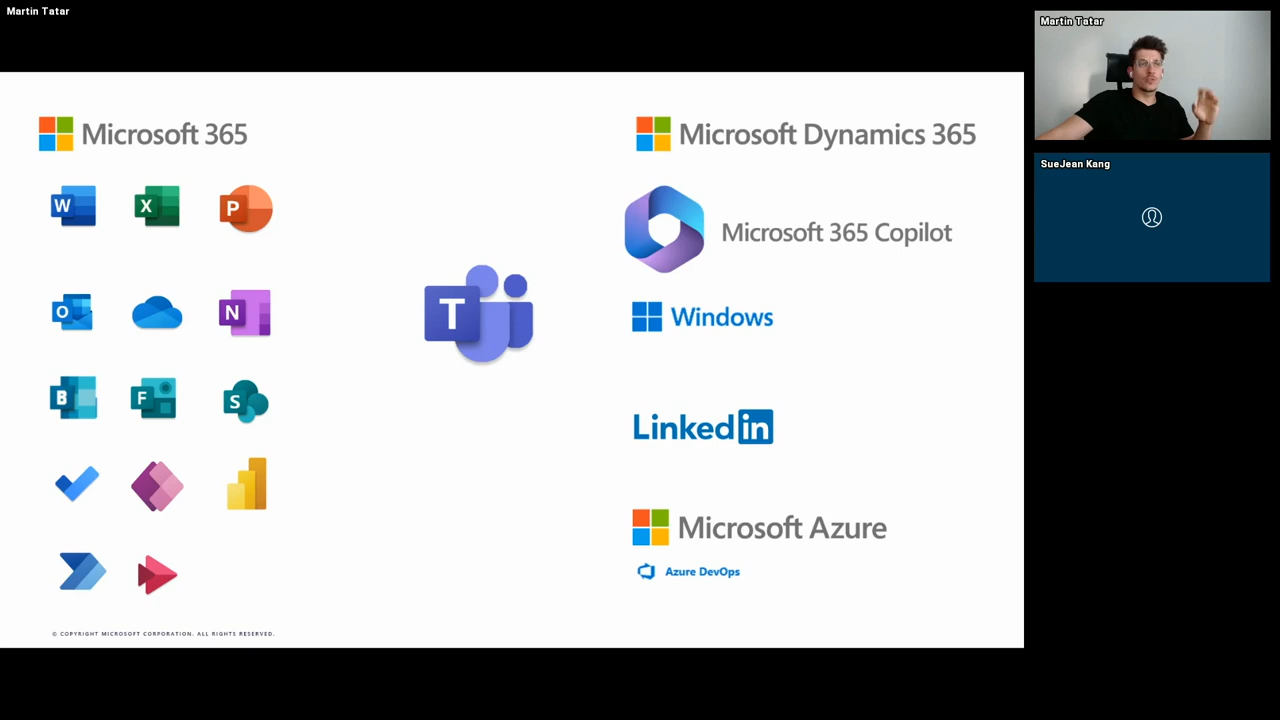 Martin Tatar
Microsoft 365
W
X
P
O
N
B
F
S
T
Microsoft Dynamics 365
Microsoft 365 Copilot
Windows
Linkedin
Microsoft Azure
Azure DevOps
© COPYRIGHT MICROSOFT CORPORATION. ALL RIGHTS RESERVED.
Martin Tatar
SueJean Kang